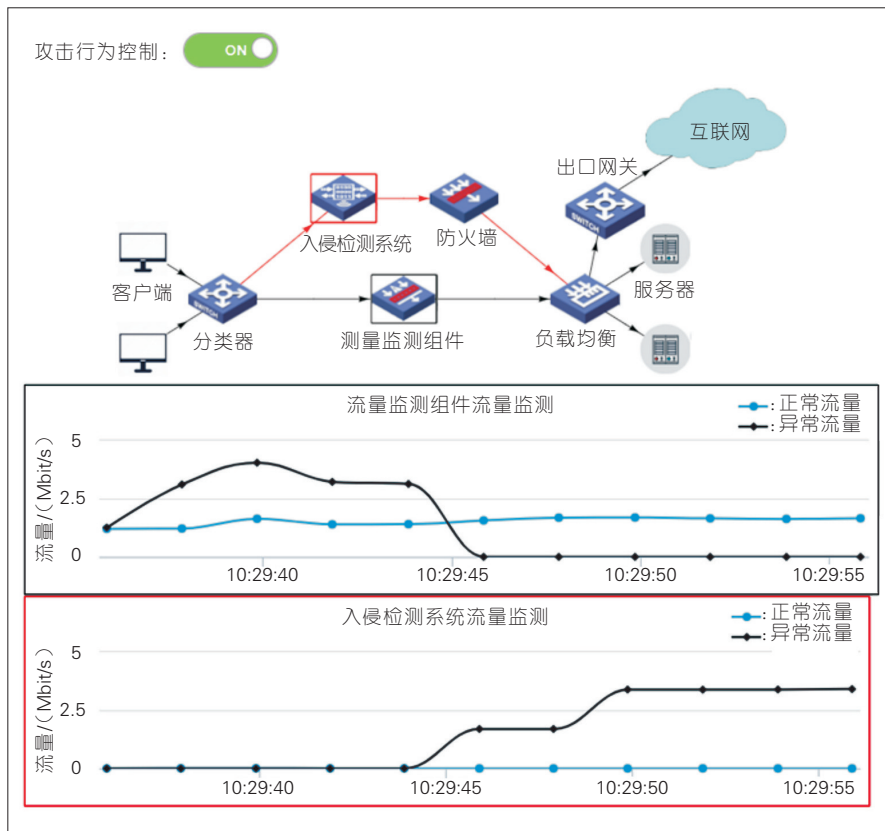 攻击行为控制：
ON
互联网
出口网关
SWITCH
入侵检测系统
防火墙
客户端
服务器
SWITCH
分类器
测量监测组件
负载均衡
流量监测组件流量监测
：正常流量
：异常流量
流量/(Mbit/s)
5
2.5
0
10:29:40
10:29:45
10:29:50
10:29:55
入侵检测系统流量监测
：正常流量
：异常流量
流量/(Mbit/s)
5
2.5
0
10:29:40
10:29:45
10:29:50
10:29:55